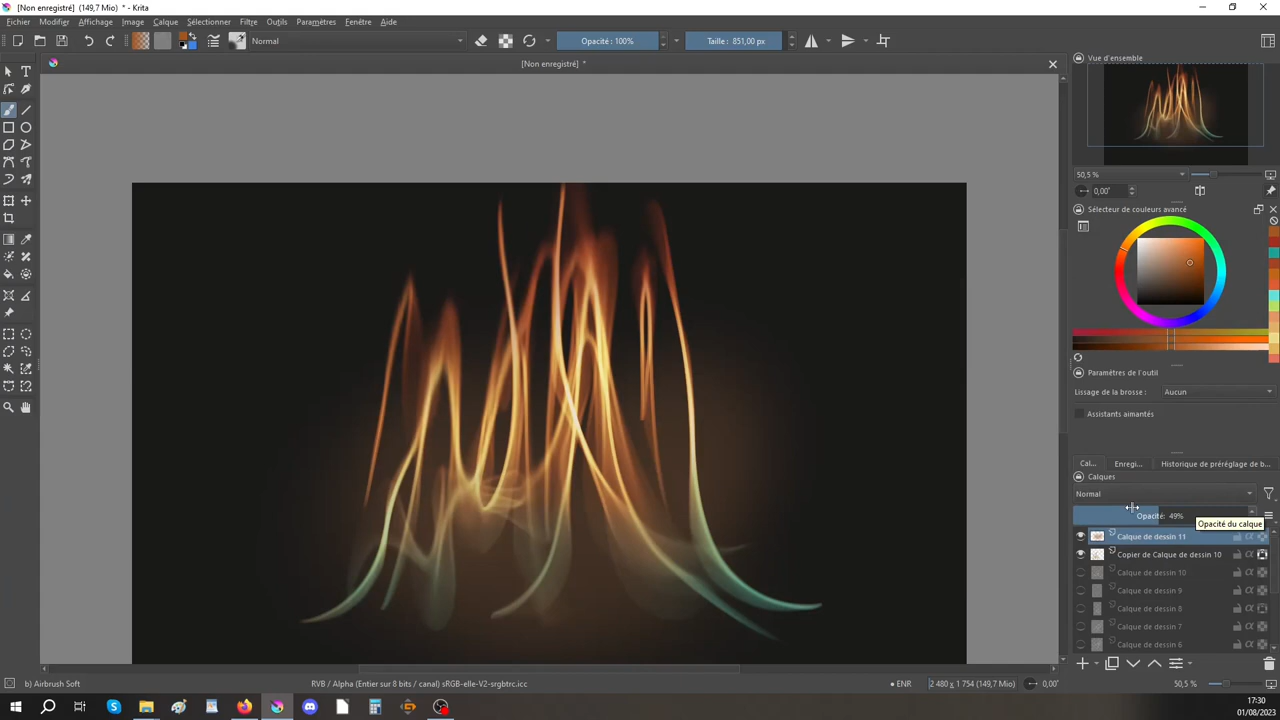 [Non enregistré] (149,7 Mio) * - Krita
Fichier Modifier Affichage Image Calque Sélectionner Filtre Outils Paramètres Fenêtre Aide
Normal
Opacité : 100%
Taille : 851,00 px
[Non enregistré] *
Vue d'ensemble
50,5 %
0,00°
Sélecteur de couleurs avancé
Paramètres de l'outil
Lissage de la brosse : Aucun
Assistants aimantés
Cal... Enregi... Historique de préréglage de b...
Calques
Normal
Opacité: 49%
Opacité du calque
Calque de dessin 11
Copier de Calque de dessin 10
Calque de dessin 10
Calque de dessin 9
Calque de dessin 8
Calque de dessin 7
Calque de dessin 6
b) Airbrush Soft
RVB / Alpha (Entier sur 8 bits / canal) sRGB-elle-V2-srgbtrc.icc
ENR
2 480 x 1 754 (149,7 Mio)
0,00°
50,5 %
17:30
01/08/2023